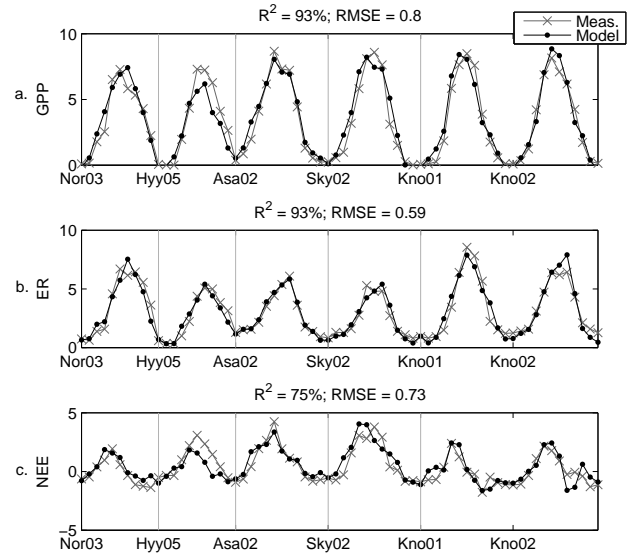 R² = 93%; RMSE = 0.8
Meas.
Model
a.
GPP
10
5
0
Nor03 Hyy05 Asa02 Sky02 Kno01 Kno02
R² = 93%; RMSE = 0.59
b.
ER
10
5
0
Nor03 Hyy05 Asa02 Sky02 Kno01 Kno02
R² = 75%; RMSE = 0.73
c.
NEE
5
0
−5
Nor03 Hyy05 Asa02 Sky02 Kno01 Kno02